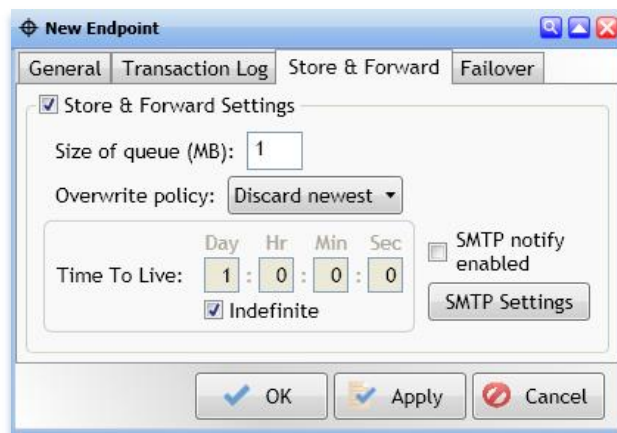 New Endpoint
General Transaction Log Store & Forward Failover
Store & Forward Settings
Size of queue (MB): 1
Overwrite policy: Discard newest
Day Hr Min Sec
Time To Live: 1 : 0 : 0 : 0
Indefinite
SMTP notify
enabled
SMTP Settings
OK Apply Cancel